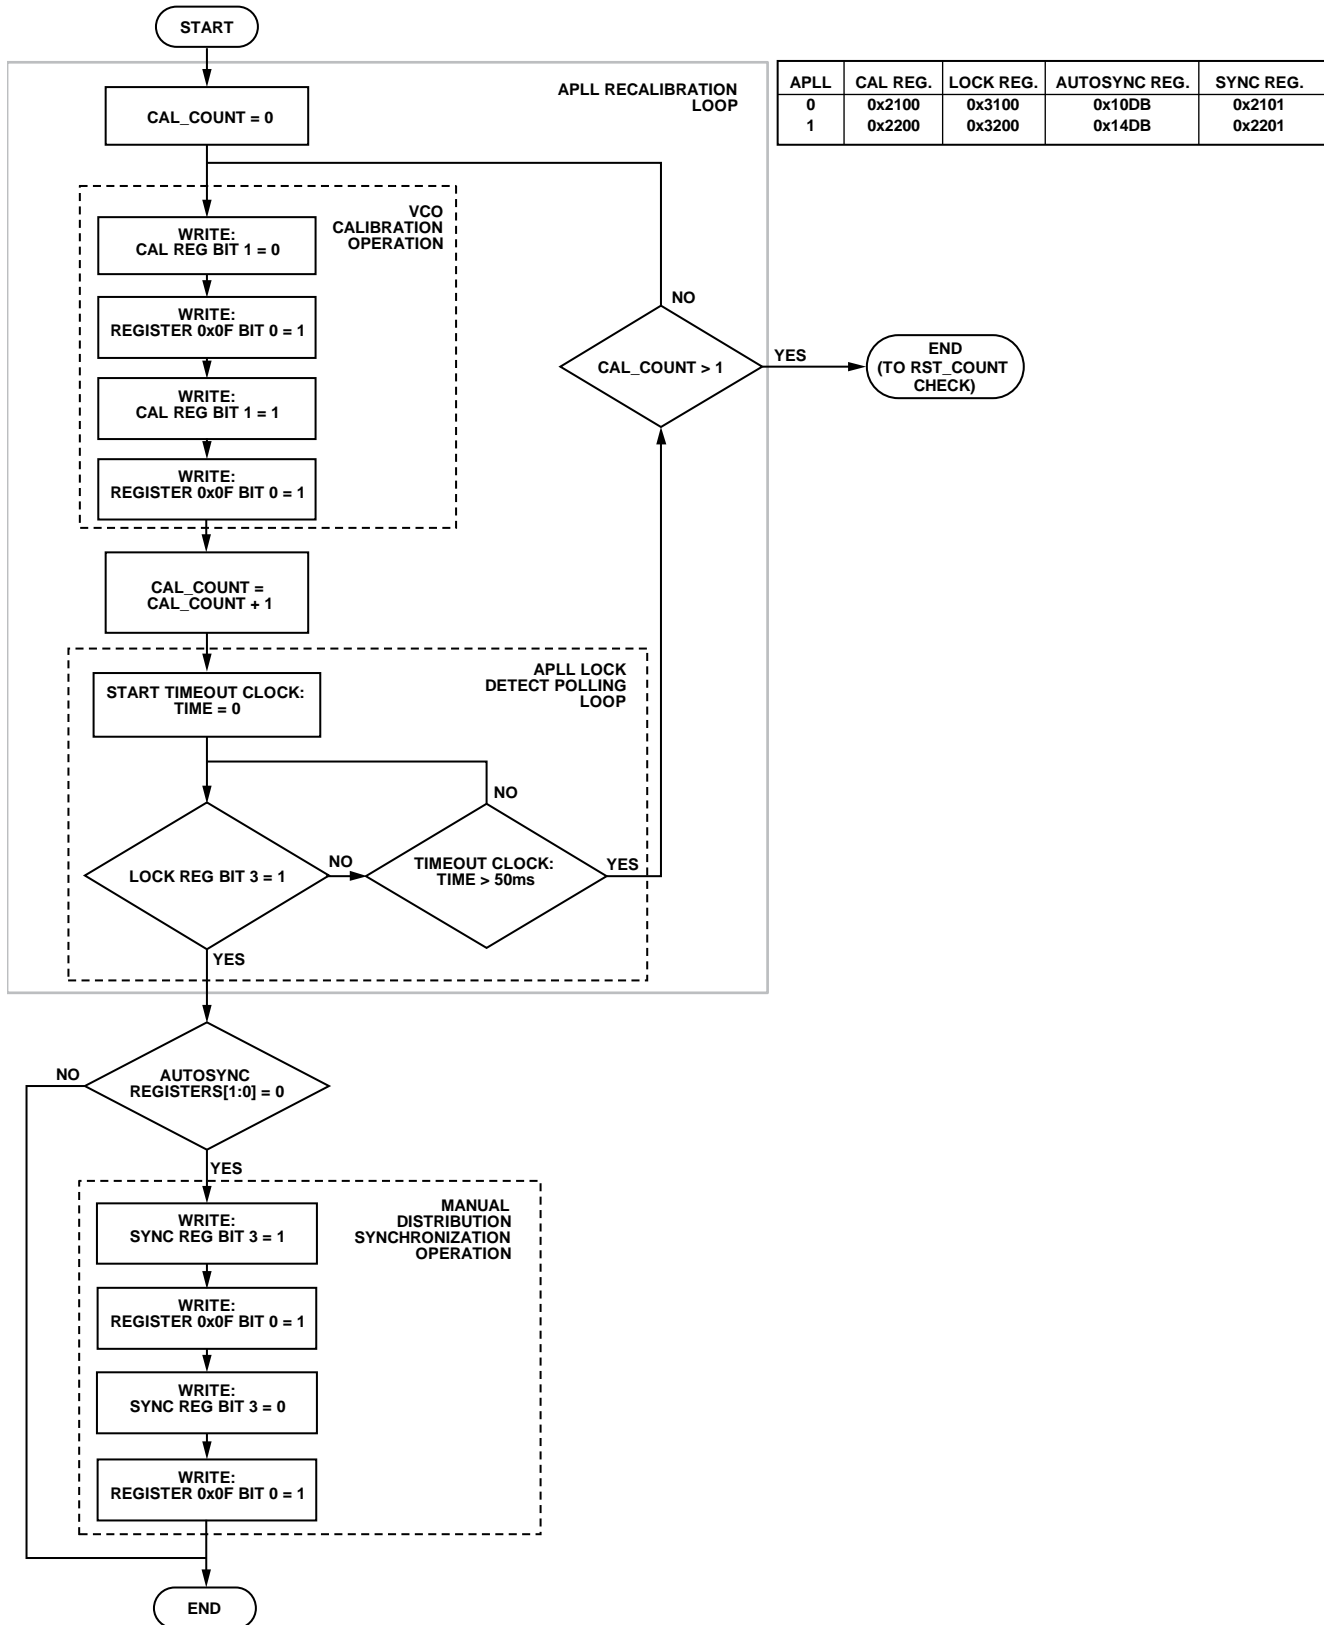 START
APLL RECALIBRATION
LOOP
APLL CAL REG. LOCK REG. AUTOSYNC REG. SYNC REG.
0 0x2100 0x3100 0x10DB 0x2101
1 0x2200 0x3200 0x14DB 0x2201
CAL_COUNT = 0
VCO
CALIBRATION
OPERATION
WRITE:
CAL REG BIT 1 = 0
WRITE:
REGISTER 0x0F BIT 0 = 1
WRITE:
CAL REG BIT 1 = 1
WRITE:
REGISTER 0x0F BIT 0 = 1
NO
CAL_COUNT > 1
YES
END
(TO RST_COUNT
CHECK)
CAL_COUNT =
CAL_COUNT + 1
APLL LOCK
DETECT POLLING
LOOP
START TIMEOUT CLOCK:
TIME = 0
NO
LOCK REG BIT 3 = 1
NO
TIMEOUT CLOCK:
TIME > 50ms
YES
YES
NO
AUTOSYNC
REGISTERS[1:0] = 0
YES
MANUAL
DISTRIBUTION
SYNCHRONIZATION
OPERATION
WRITE:
SYNC REG BIT 3 = 1
WRITE:
REGISTER 0x0F BIT 0 = 1
WRITE:
SYNC REG BIT 3 = 0
WRITE:
REGISTER 0x0F BIT 0 = 1
END